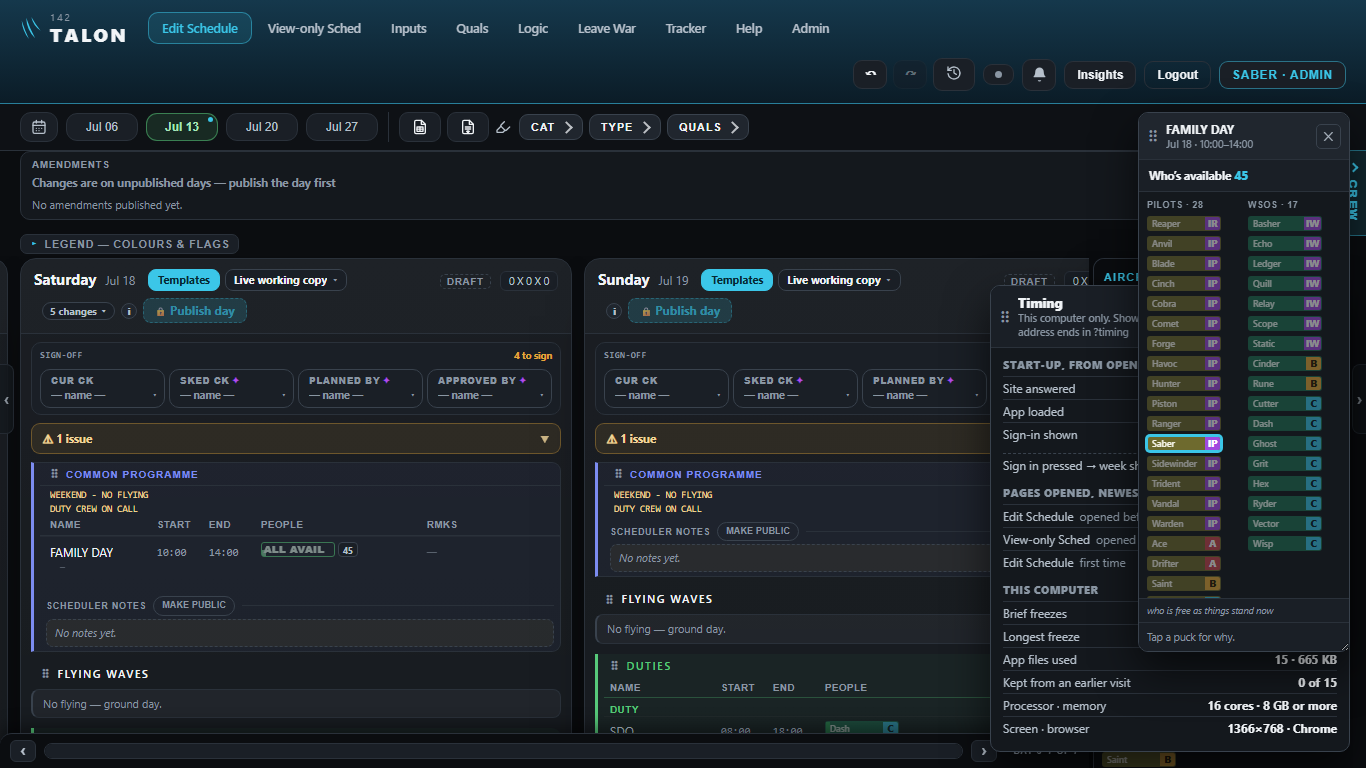 142
TALON
Edit Schedule
View-only Sched
Inputs
Quals
Logic
Leave War
Tracker
Help
Admin
Insights
Logout
SABER · ADMIN
Jul 06
Jul 13
Jul 20
Jul 27
CAT
TYPE
QUALS
AMENDMENTS
Changes are on unpublished days — publish the day first
No amendments published yet.
LEGEND — COLOURS & FLAGS
Saturday Jul 18
Templates
Live working copy
DRAFT
0X0X0
5 changes
i
Publish day
SIGN-OFF
4 to sign
CUR CK
— name —
SKED CK
— name —
PLANNED BY
— name —
APPROVED BY
— name —
1 issue
COMMON PROGRAMME
WEEKEND - NO FLYING
DUTY CREW ON CALL
NAME START END PEOPLE RMKS
FAMILY DAY 10:00 14:00 ALL AVAIL 45 —
—
SCHEDULER NOTES MAKE PUBLIC
No notes yet.
FLYING WAVES
No flying — ground day.
Sunday Jul 19
Templates
Live working copy
DRAFT
0X
i
Publish day
SIGN-OFF
CUR CK
— name —
SKED CK
— name —
PLANNED BY
— name —
1 issue
COMMON PROGRAMME
WEEKEND - NO FLYING
DUTY CREW ON CALL
SCHEDULER NOTES MAKE PUBLIC
No notes yet.
FLYING WAVES
No flying — ground day.
DUTIES
NAME START END PEOPLE
DUTY
SDO 08:00 18:00 Dash C
AIRC
Timing
This computer only. Show
address ends in ?timing
START-UP, FROM OPEN
Site answered
App loaded
Sign-in shown
Sign in pressed → week sh
PAGES OPENED, NEWES
Edit Schedule opened bef
View-only Sched opened
Edit Schedule first time
THIS COMPUTER
Brief freezes
Longest freeze
App files used 15 · 665 KB
Kept from an earlier visit 0 of 15
Processor · memory 16 cores · 8 GB or more
Screen · browser 1366×768 · Chrome
Saint B
CREW
FAMILY DAY
Jul 18 · 10:00–14:00
Who's available 45
PILOTS · 28
Reaper IR
Anvil IP
Blade IP
Cinch IP
Cobra IP
Comet IP
Forge IP
Havoc IP
Hunter IP
Piston IP
Ranger IP
Saber IP
Sidewinder IP
Trident IP
Vandal IP
Warden IP
Ace A
Drifter A
Saint B
WSOS · 17
Basher IW
Echo IW
Ledger IW
Quill IW
Relay IW
Scope IW
Static IW
Cinder B
Rune B
Cutter C
Dash C
Ghost C
Grit C
Hex C
Ryder C
Vector C
Wisp C
who is free as things stand now
Tap a puck for why.